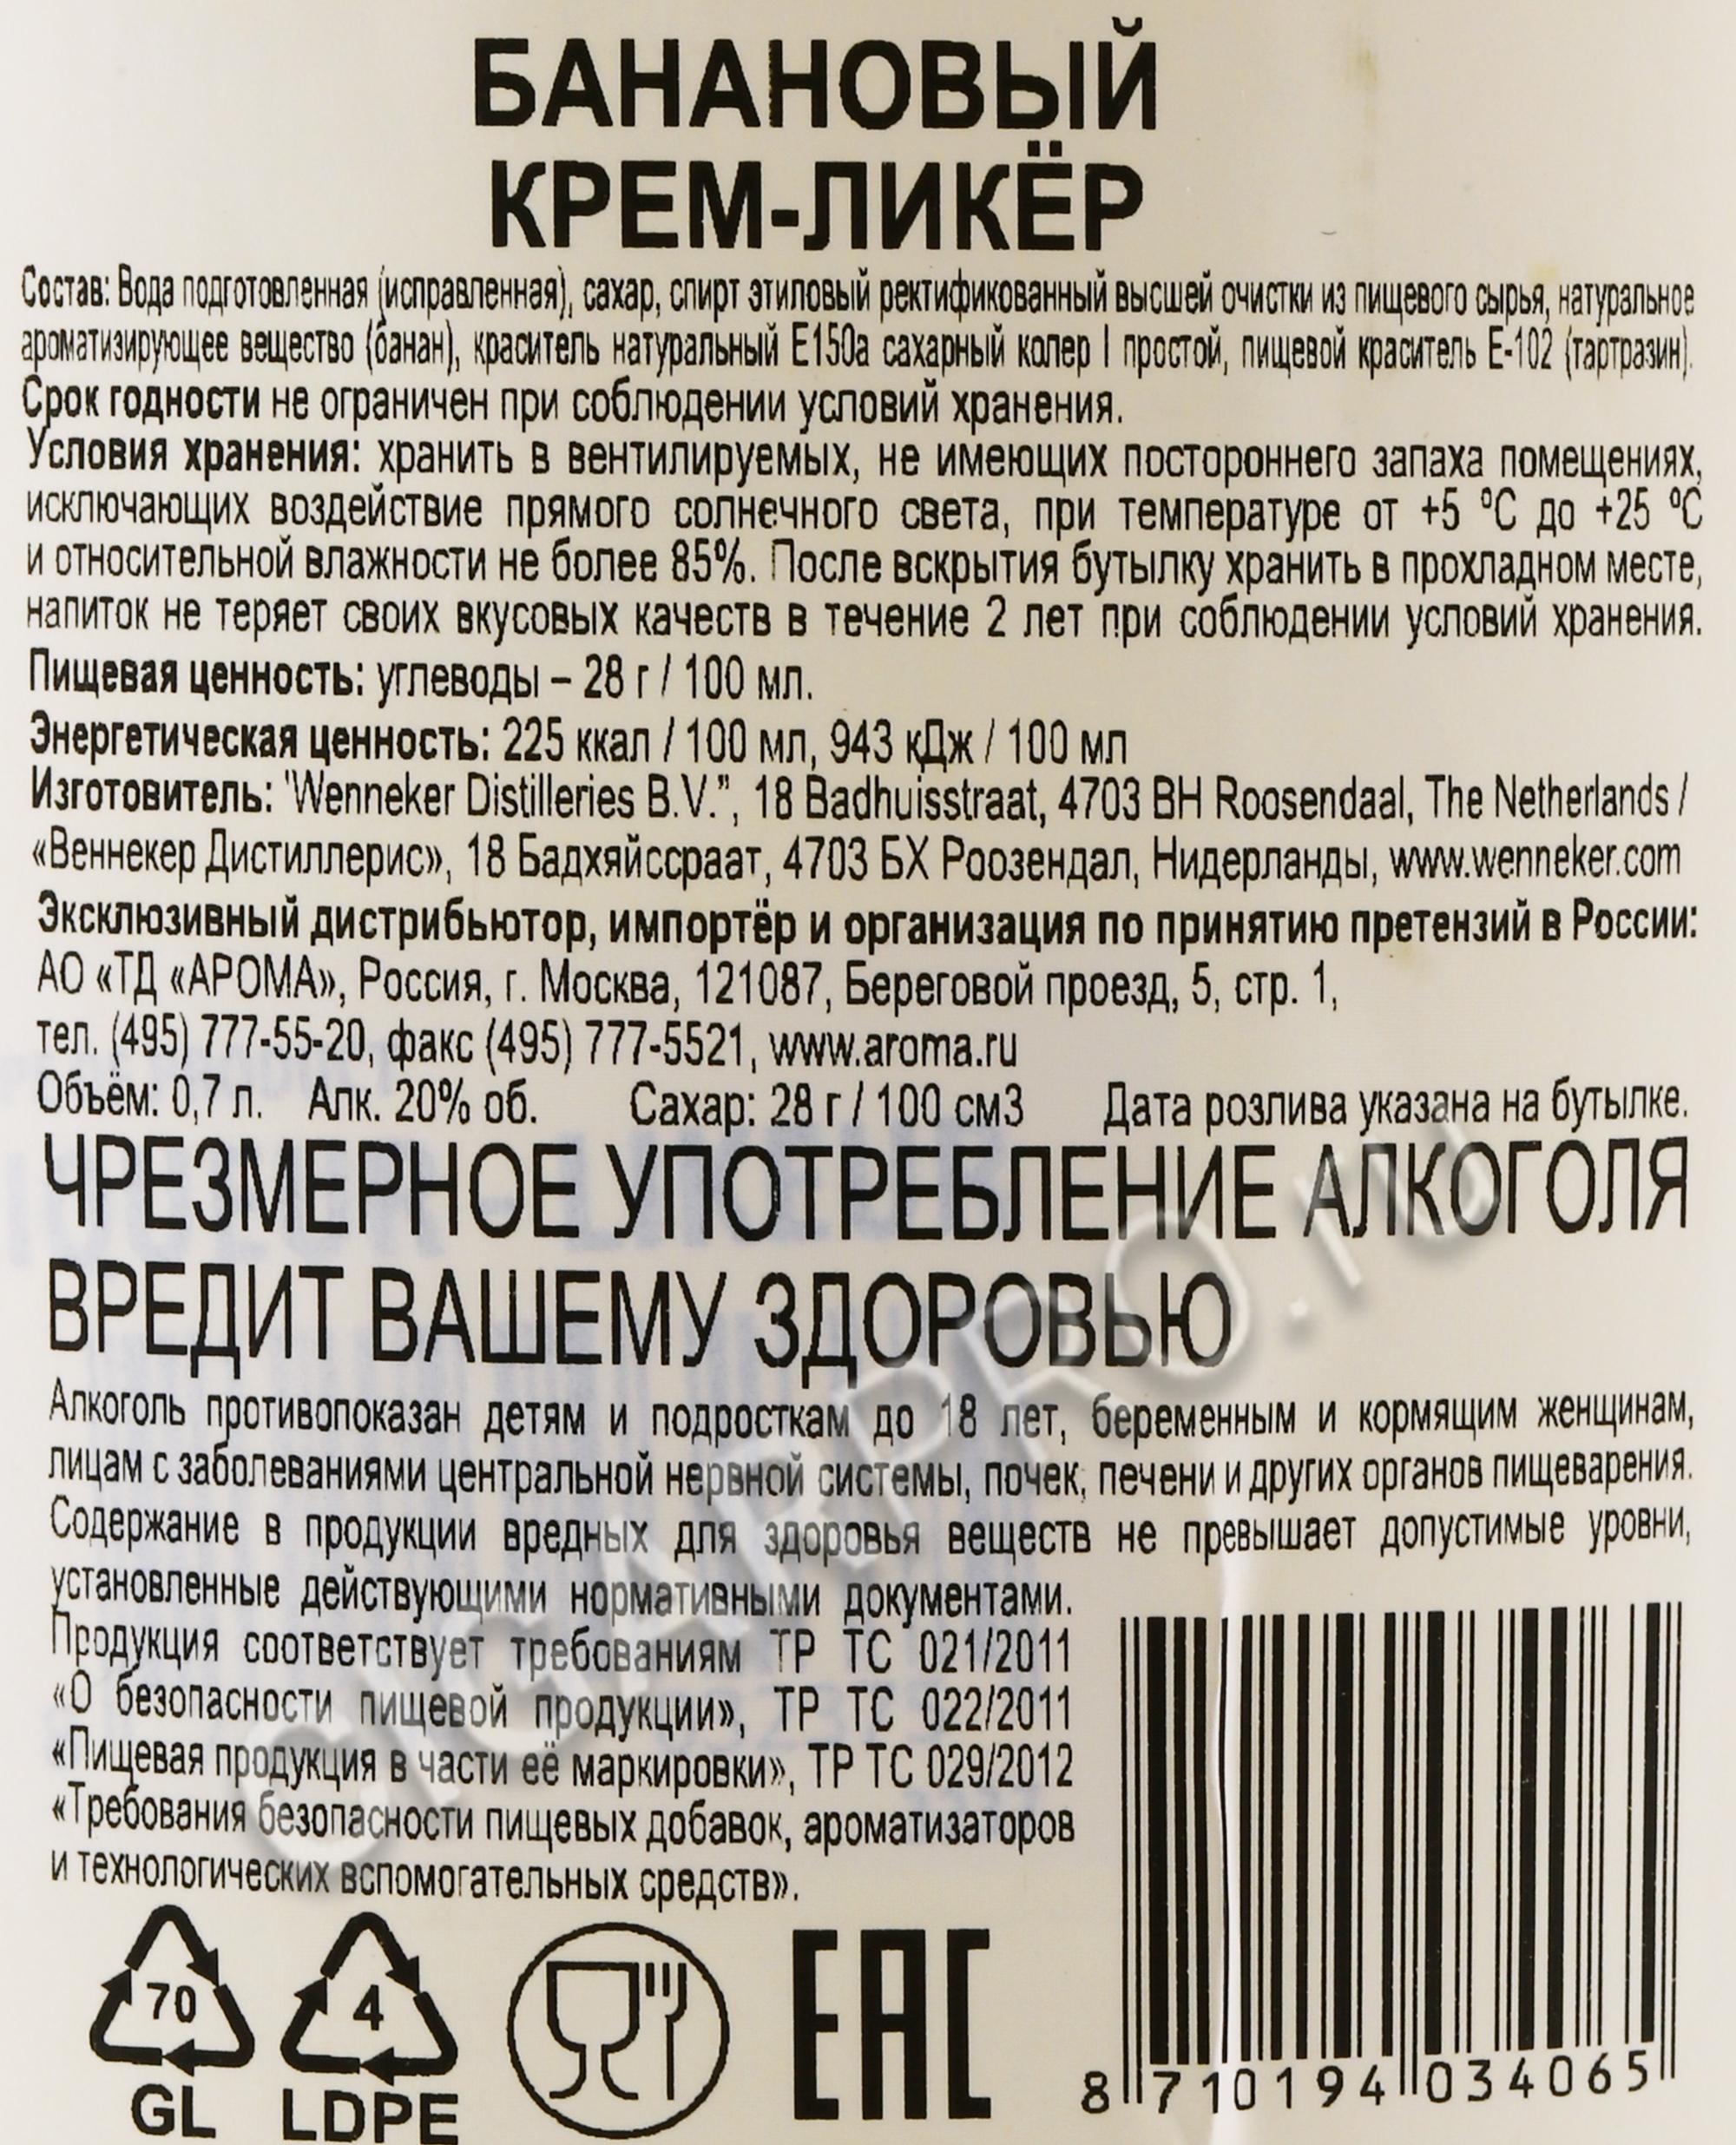 БАНАНОВЫЙ
КРЕМ-ЛИКЁР
Состав: Вода подготовленная (исправленная), сахар, спирт этиловый ректификованный высшей очистки из пищевого сырья, натуральное
ароматизирующее вещество (банан), краситель натуральный Е150а сахарный колер I простой, пищевой краситель Е-102 (тартразин).
Срок годности не ограничен при соблюдении условий хранения.
Условия хранения: хранить в вентилируемых, не имеющих постороннего запаха помещениях,
исключающих воздействие прямого солнечного света, при температуре от +5 ºС до +25 ºС
и относительной влажности не более 85%. После вскрытия бутылку хранить в прохладном месте,
напиток не теряет своих вкусовых качеств в течение 2 лет при соблюдении условий хранения.
Пищевая ценность: углеводы – 28 г / 100 мл.
Энергетическая ценность: 225 ккал / 100 мл, 943 кДж / 100 мл
Изготовитель: 'Wenneker Distilleries B.V.”, 18 Badhuisstraat, 4703 BH Roosendaal, The Netherlands /
«Веннекер Дистиллерис», 18 Бадхяйссраат, 4703 БХ Роозендал, Нидерланды, www.wenneker.com
Эксклюзивный дистрибьютор, импортёр и организация по принятию претензий в России:
АО «ТД «АРОМА», Россия, г. Москва, 121087, Береговой проезд, 5, стр. 1,
тел. (495) 777-55-20, факс (495) 777-5521, www.aroma.ru
Объём: 0,7 л. Алк. 20% об. Сахар: 28 г / 100 см3 Дата розлива указана на бутылке.
ЧРЕЗМЕРНОЕ УПОТРЕБЛЕНИЕ АЛКОГОЛЯ
ВРЕДИТ ВАШЕМУ ЗДОРОВЬЮ
Алкоголь противопоказан детям и подросткам до 18 лет, беременным и кормящим женщинам,
лицам с заболеваниями центральной нервной системы, почек, печени и других органов пищеварения.
Содержание в продукции вредных для здоровья веществ не превышает допустимые уровни,
установленные действующими нормативными документами.
Продукция соответствует требованиям ТР ТС 021/2011
«О безопасности пищевой продукции», ТР ТС 022/2011
«Пищевая продукция в части её маркировки», ТР ТС 029/2012
«Требования безопасности пищевых добавок, ароматизаторов
и технологических вспомогательных средств».
70 4 EAC
GL LDPE
8 710194 034065
CIGARPRO.ru